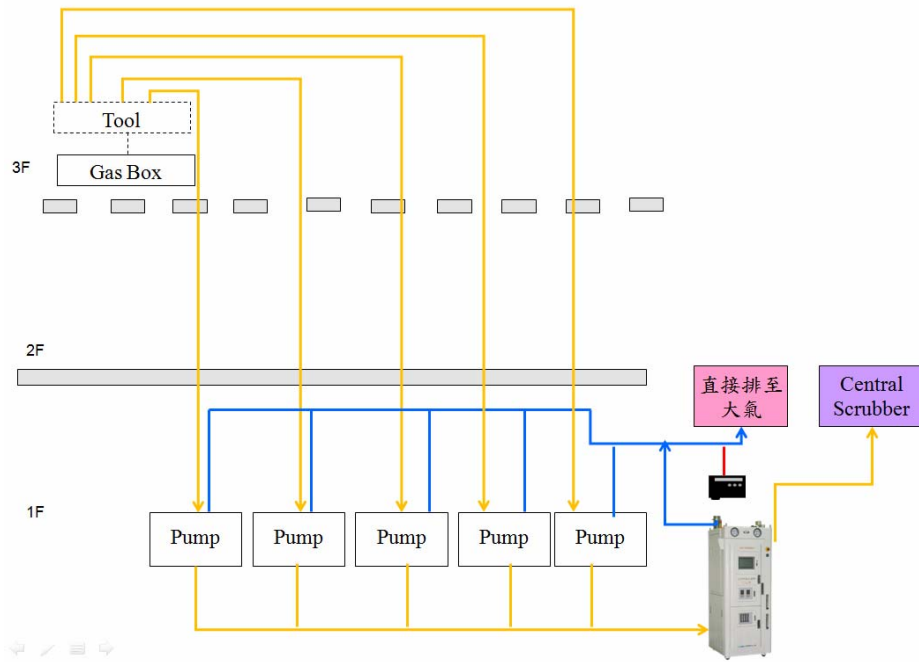 Tool
3F
Gas Box
2F
直接排至
大氣
Central
Scrubber
1F
Pump
Pump
Pump
Pump
Pump